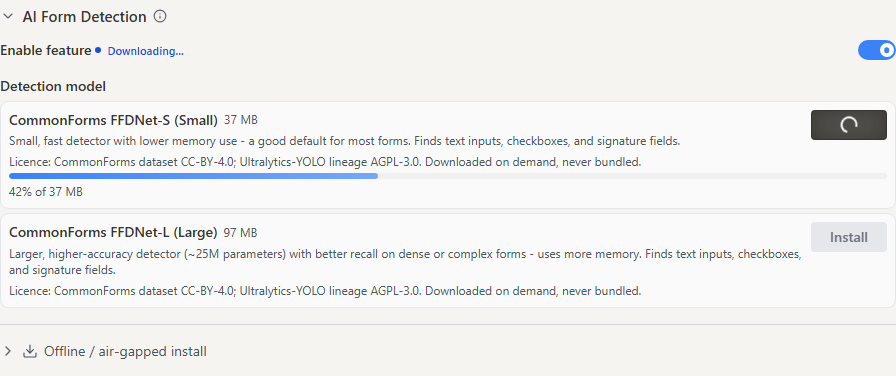 AI Form Detection
Enable feature • Downloading...
Detection model
CommonForms FFDNet-S (Small) 37 MB
Small, fast detector with lower memory use - a good default for most forms. Finds text inputs, checkboxes, and signature fields.
Licence: CommonForms dataset CC-BY-4.0; Ultralytics-YOLO lineage AGPL-3.0. Downloaded on demand, never bundled.
42% of 37 MB
CommonForms FFDNet-L (Large) 97 MB
Install
Larger, higher-accuracy detector (~25M parameters) with better recall on dense or complex forms - uses more memory. Finds text inputs, checkboxes,
and signature fields.
Licence: CommonForms dataset CC-BY-4.0; Ultralytics-YOLO lineage AGPL-3.0. Downloaded on demand, never bundled.
Offline / air-gapped install